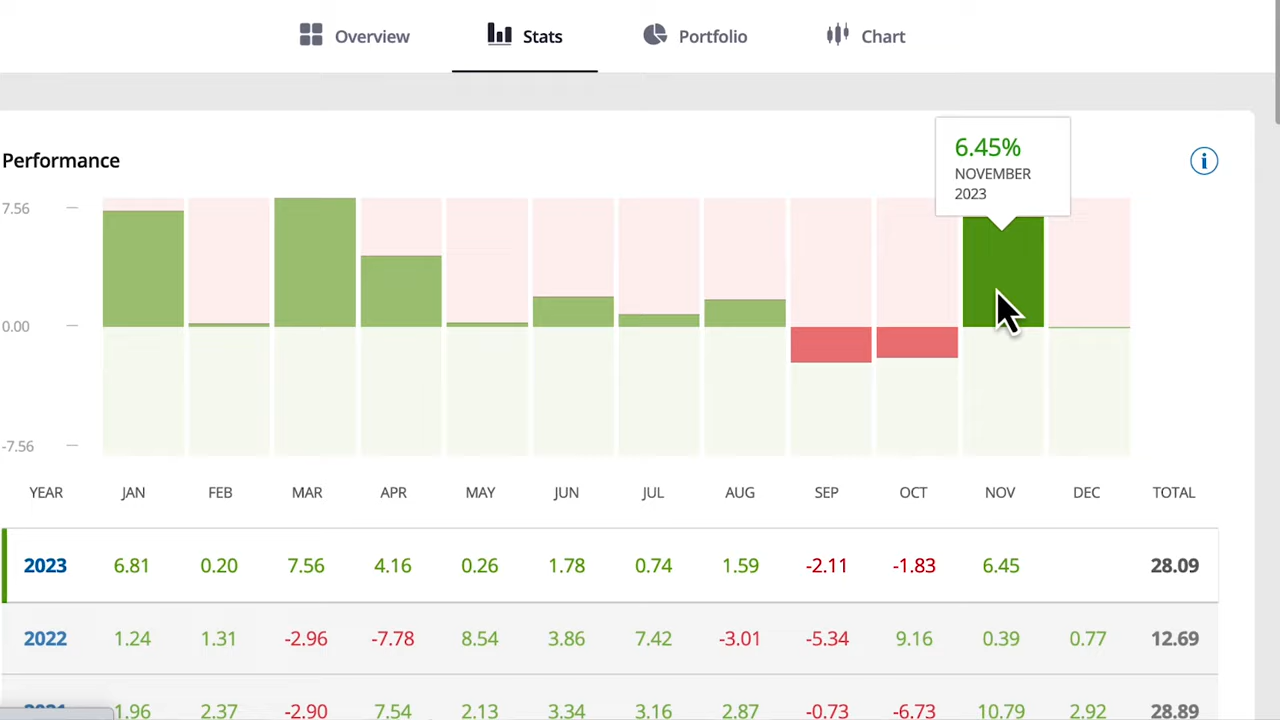 Overview Stats Portfolio Chart
6.45%
NOVEMBER
2023
Performance
i
7.56
0.00
-7.56
YEAR JAN FEB MAR APR MAY JUN JUL AUG SEP OCT NOV DEC TOTAL
2023 6.81 0.20 7.56 4.16 0.26 1.78 0.74 1.59 -2.11 -1.83 6.45 28.09
2022 1.24 1.31 -2.96 -7.78 8.54 3.86 7.42 -3.01 -5.34 9.16 0.39 0.77 12.69
2021 1.96 2.37 -2.90 7.54 2.13 3.34 3.16 2.87 -0.73 -6.73 10.79 2.92 28.89